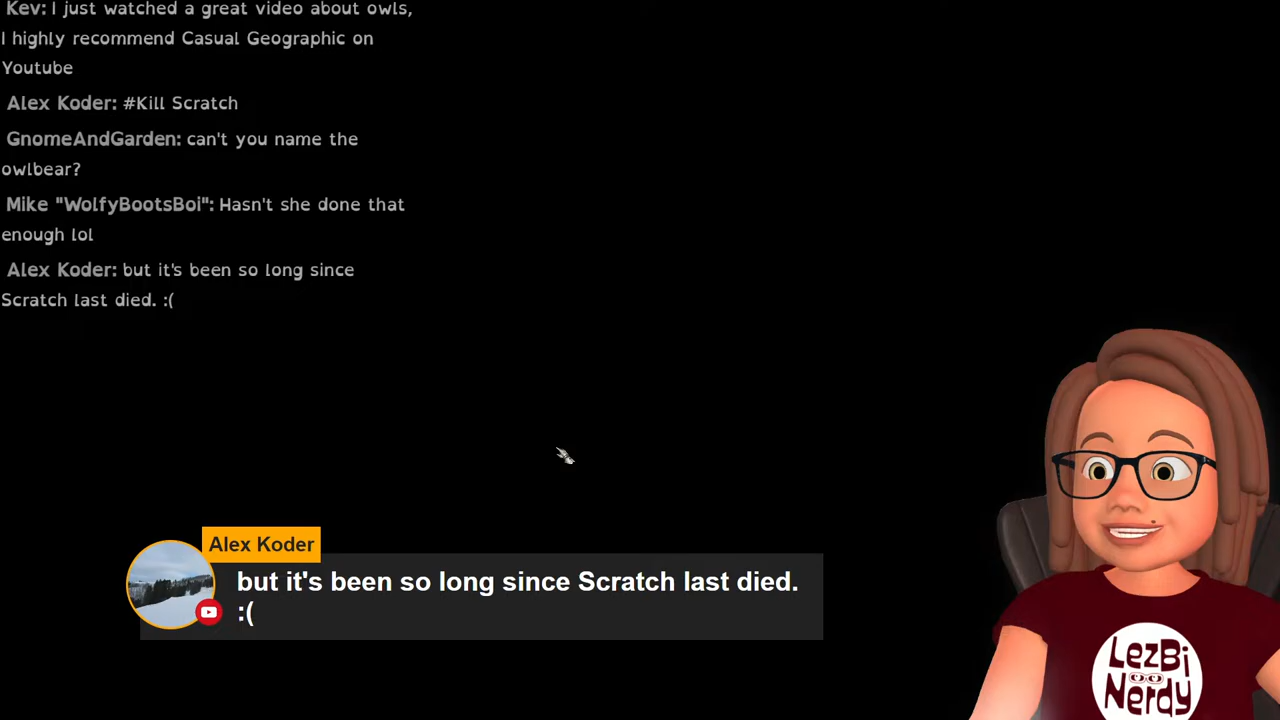 Kev: I just watched a great video about owls,
I highly recommend Casual Geographic on
Youtube
Alex Koder: #Kill Scratch
GnomeAndGarden: can't you name the
owlbear?
Mike "WolfyBootsBoi": Hasn't she done that
enough lol
Alex Koder: but it's been so long since
Scratch last died. :(
Alex Koder
but it's been so long since Scratch last died.
:(
LezBi
Nerdy